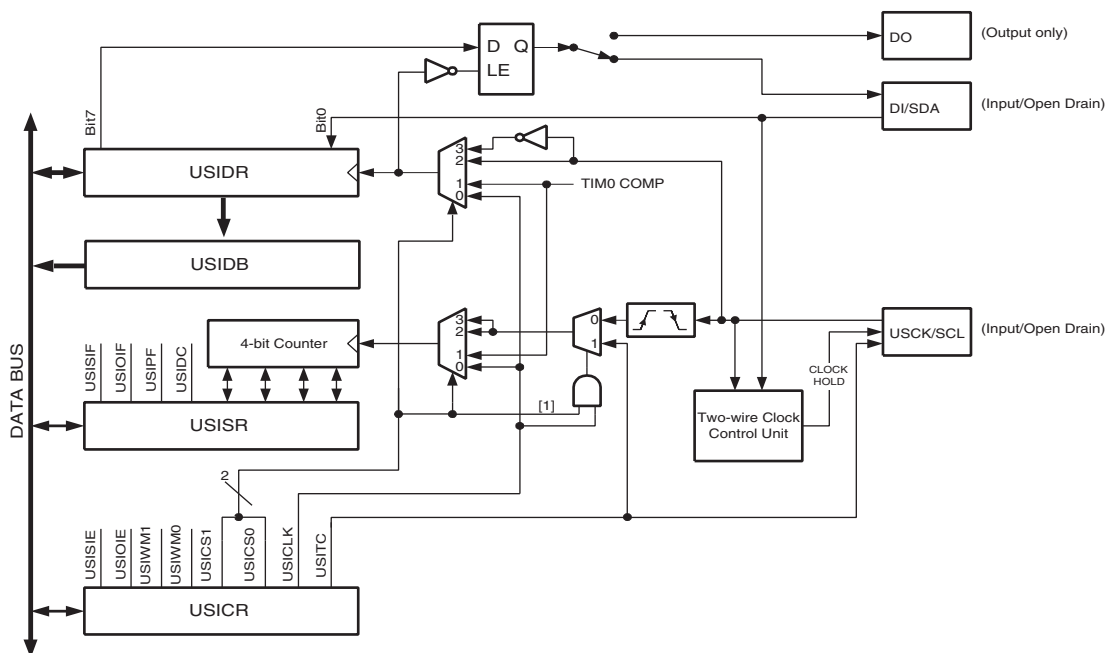 D Q
LE
DO
(Output only)
DI/SDA
(Input/Open Drain)
Bit7
Bit0
USIDR
3
2
1
0
TIM0 COMP
USIDB
DATA BUS
4-bit Counter
3
2
1
0
0
1
USCK/SCL
(Input/Open Drain)
CLOCK
HOLD
USISIF
USIOIF
USIPF
USIDC
[1]
USISR
Two-wire Clock
Control Unit
2
USISIE
USIOIE
USIWM1
USIWM0
USICS1
USICS0
USICLK
USITC
USICR